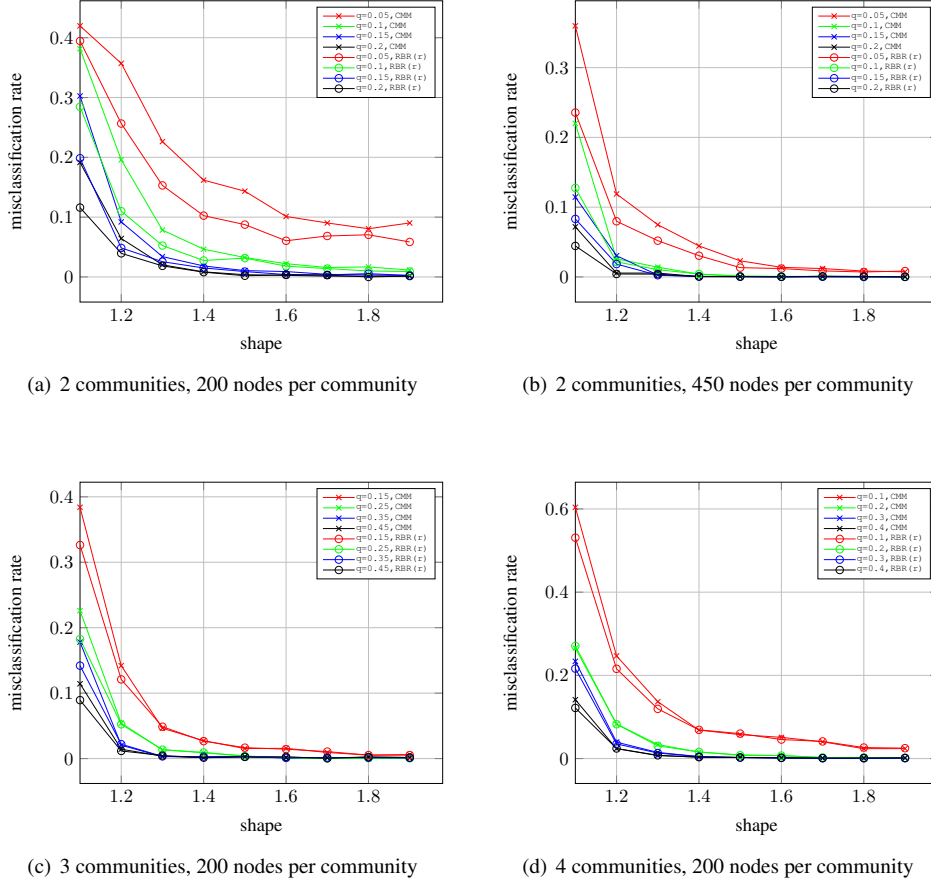 0.4
0.3
0.2
0.1
0
1.2
1.4
1.6
1.8
shape
misclassification rate
q=0.05,CMM
q=0.1,CMM
q=0.15,CMM
q=0.2,CMM
q=0.05,RBR(r)
q=0.1,RBR(r)
q=0.15,RBR(r)
q=0.2,RBR(r)
(a) 2 communities, 200 nodes per community
0.3
0.2
0.1
0
1.2
1.4
1.6
1.8
shape
misclassification rate
q=0.05,CMM
q=0.1,CMM
q=0.15,CMM
q=0.2,CMM
q=0.05,RBR(r)
q=0.1,RBR(r)
q=0.15,RBR(r)
q=0.2,RBR(r)
(b) 2 communities, 450 nodes per community
0.4
0.3
0.2
0.1
0
1.2
1.4
1.6
1.8
shape
misclassification rate
q=0.15,CMM
q=0.25,CMM
q=0.35,CMM
q=0.45,CMM
q=0.15,RBR(r)
q=0.25,RBR(r)
q=0.35,RBR(r)
q=0.45,RBR(r)
(c) 3 communities, 200 nodes per community
0.6
0.4
0.2
0
1.2
1.4
1.6
1.8
shape
misclassification rate
q=0.1,CMM
q=0.2,CMM
q=0.3,CMM
q=0.4,CMM
q=0.1,RBR(r)
q=0.2,RBR(r)
q=0.3,RBR(r)
q=0.4,RBR(r)
(d) 4 communities, 200 nodes per community